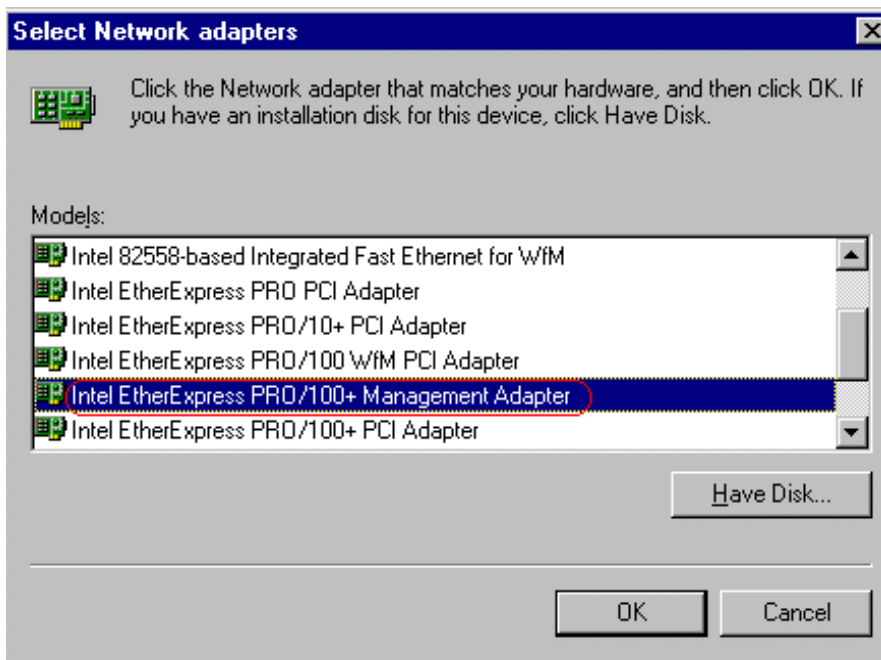 Select Network adapters
Click the Network adapter that matches your hardware, and then click OK. If
you have an installation disk for this device, click Have Disk.
Models:
Intel 82558-based Integrated Fast Ethernet for WfM
Intel EtherExpress PRO PCI Adapter
Intel EtherExpress PRO/10+ PCI Adapter
Intel EtherExpress PRO/100 WfM PCI Adapter
Intel EtherExpress PRO/100+ Management Adapter
Intel EtherExpress PRO/100+ PCI Adapter
Have Disk...
OK
Cancel